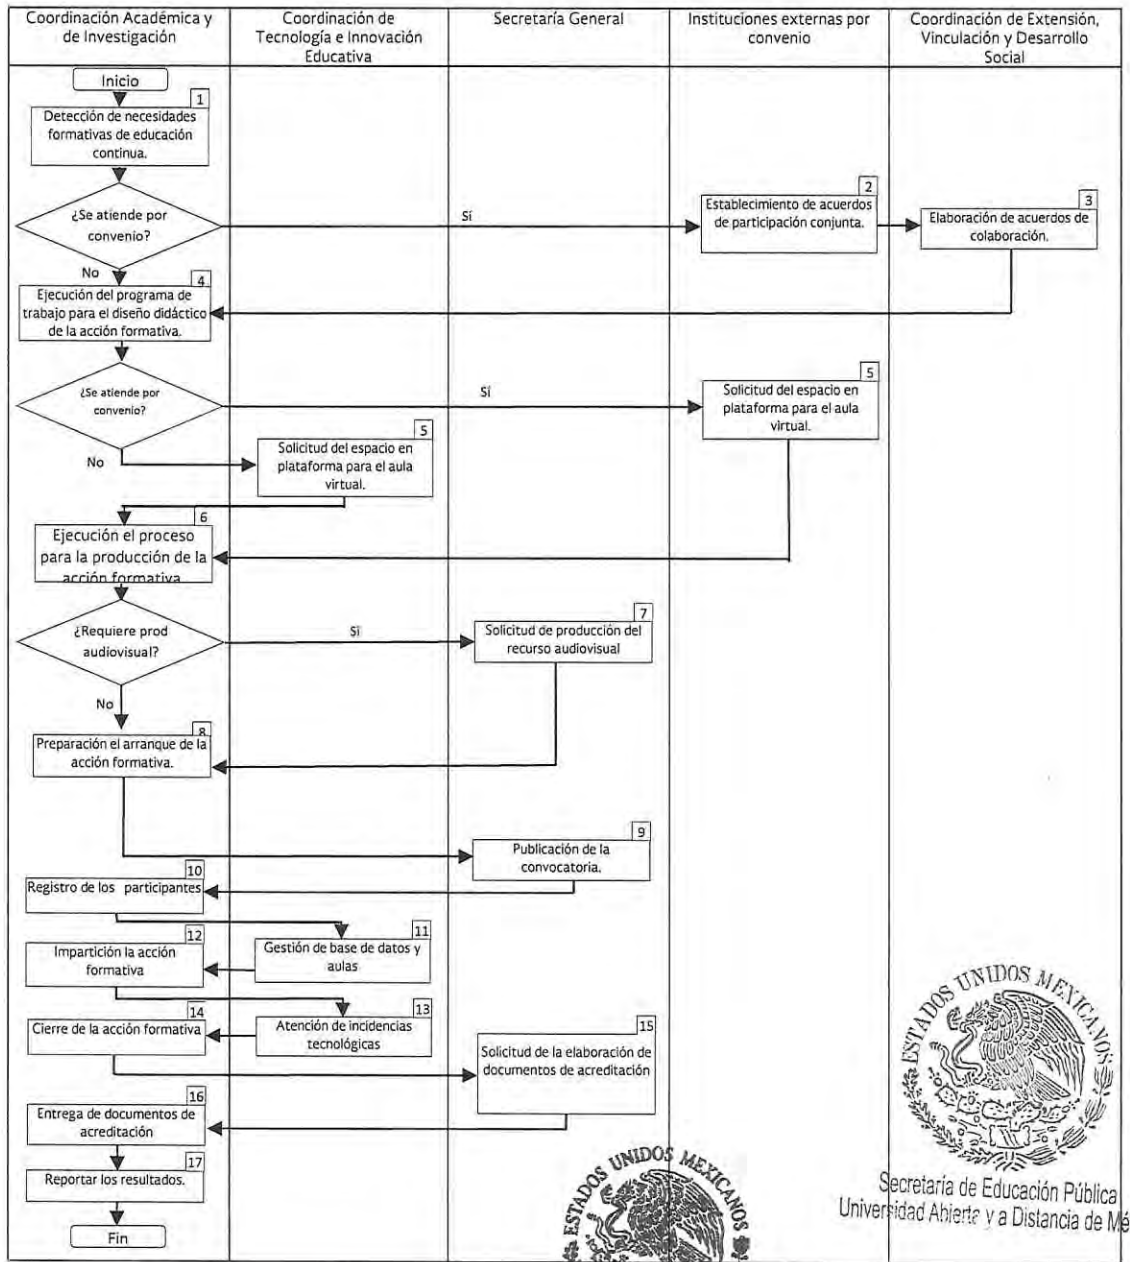 Coordinación Académica y
de Investigación
Coordinación de
Tecnología e Innovación
Educativa
Secretaría General
Instituciones externas por
convenio
Coordinación de Extensión,
Vinculación y Desarrollo
Social
Inicio
1
Detección de necesidades
formativas de educación
continua.
¿Se atiende por
convenio?
Sí
2
Establecimiento de acuerdos
de participación conjunta.
3
Elaboración de acuerdos de
colaboración.
No
4
Ejecución del programa de
trabajo para el diseño didáctico
de la acción formativa.
¿Se atiende por
convenio?
Sí
5
Solicitud del espacio en
plataforma para el aula
virtual.
No
5
Solicitud del espacio en
plataforma para el aula
virtual.
6
Ejecución el proceso
para la producción de la
acción formativa
¿Requiere prod
audiovisual?
Sí
7
Solicitud de producción del
recurso audiovisual
No
8
Preparación el arranque de la
acción formativa.
9
Publicación de la
convocatoria.
10
Registro de los participantes
11
Gestión de base de datos y
aulas
12
Impartición la acción
formativa
13
Atención de incidencias
tecnológicas
14
Cierre de la acción formativa
15
Solicitud de la elaboración de
documentos de acreditación
16
Entrega de documentos de
acreditación
17
Reportar los resultados.
Fin
ESTADOS UNIDOS MEXICANOS
ESTADOS UNIDOS MEXICANOS
Secretaría de Educación Pública
Universidad Abierta y a Distancia de Mé